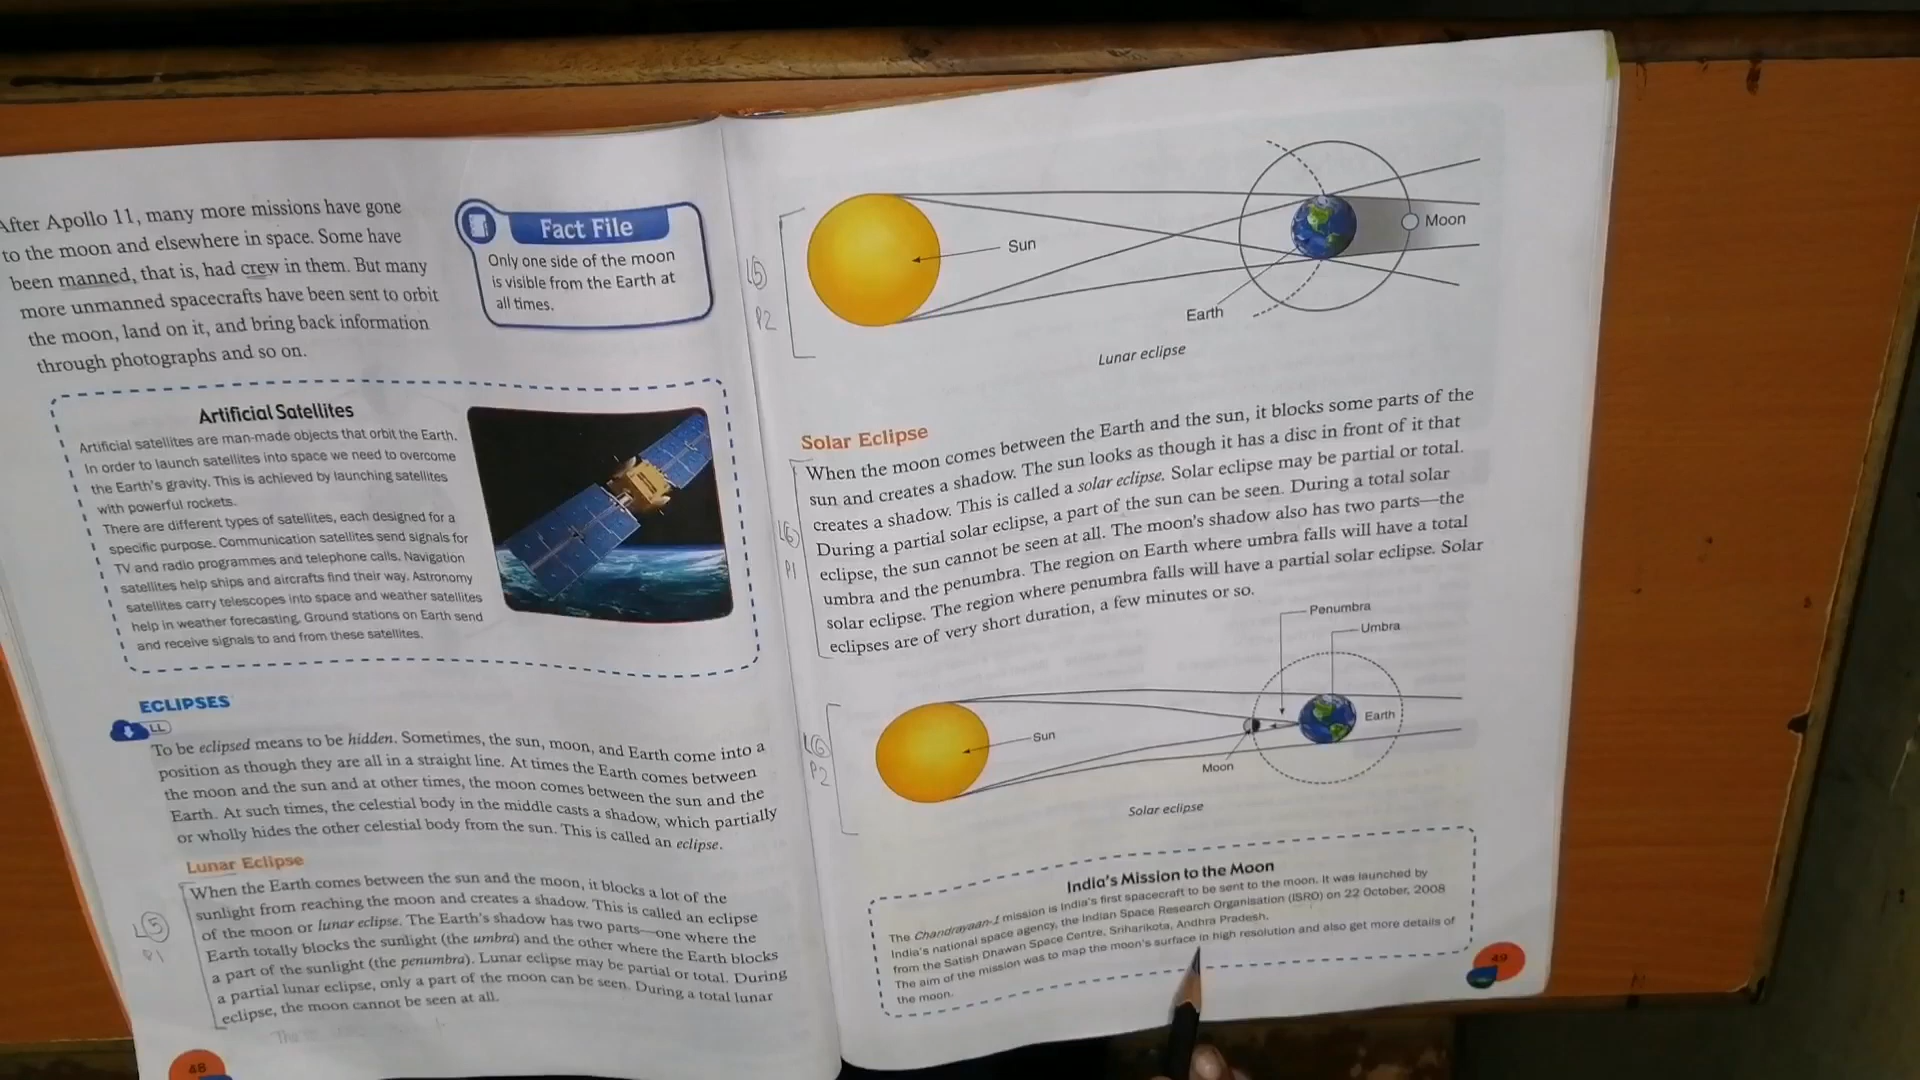 After Apollo 11, many more missions have gone
to the moon and elsewhere in space. Some have
been manned, that is, had crew in them. But many
more unmanned spacecrafts have been sent to orbit
the moon, land on it, and bring back information
through photographs and so on.
Fact File
Only one side of the moon
is visible from the Earth at
all times.
Artificial Satellites
Artificial satellites are man-made objects that orbit the Earth.
In order to launch satellites into space we need to overcome
the Earth's gravity. This is achieved by launching satellites
with powerful rockets.
There are different types of satellites, each designed for a
specific purpose. Communication satellites send signals for
TV and radio programmes and telephone calls. Navigation
satellites help ships and aircrafts find their way. Astronomy
satellites carry telescopes into space and weather satellites
help in weather forecasting. Ground stations on Earth send
and receive signals to and from these satellites.
ECLIPSES
LL
To be eclipsed means to be hidden. Sometimes, the sun, moon, and Earth come into a
position as though they are all in a straight line. At times the Earth comes between
the moon and the sun and at other times, the moon comes between the sun and the
Earth. At such times, the celestial body in the middle casts a shadow, which partially
or wholly hides the other celestial body from the sun. This is called an eclipse.
Lunar Eclipse
When the Earth comes between the sun and the moon, it blocks a lot of the
sunlight from reaching the moon and creates a shadow. This is called an eclipse
of the moon or lunar eclipse. The Earth's shadow has two parts—one where the
Earth totally blocks the sunlight (the umbra) and the other where the Earth blocks
a part of the sunlight (the penumbra). Lunar eclipse may be partial or total. During
a partial lunar eclipse, only a part of the moon can be seen. During a total lunar
eclipse, the moon cannot be seen at all.
L5
P1
48
L5
P2
Sun
Earth
Moon
Lunar eclipse
Solar Eclipse
When the moon comes between the Earth and the sun, it blocks some parts of the
sun and creates a shadow. The sun looks as though it has a disc in front of it that
creates a shadow. This is called a solar eclipse. Solar eclipse may be partial or total.
During a partial solar eclipse, a part of the sun can be seen. During a total solar
eclipse, the sun cannot be seen at all. The moon's shadow also has two parts—the
umbra and the penumbra. The region on Earth where umbra falls will have a total
solar eclipse. The region where penumbra falls will have a partial solar eclipse. Solar
eclipses are of very short duration, a few minutes or so.
L6
P1
Penumbra
Umbra
Sun
Earth
Moon
Solar eclipse
L6
P2
India's Mission to the Moon
The Chandrayaan-1 mission is India's first spacecraft to be sent to the moon. It was launched by
India's national space agency, the Indian Space Research Organisation (ISRO) on 22 October, 2008
from the Satish Dhawan Space Centre, Sriharikota, Andhra Pradesh.
The aim of the mission was to map the moon's surface in high resolution and also get more details of
the moon.
49